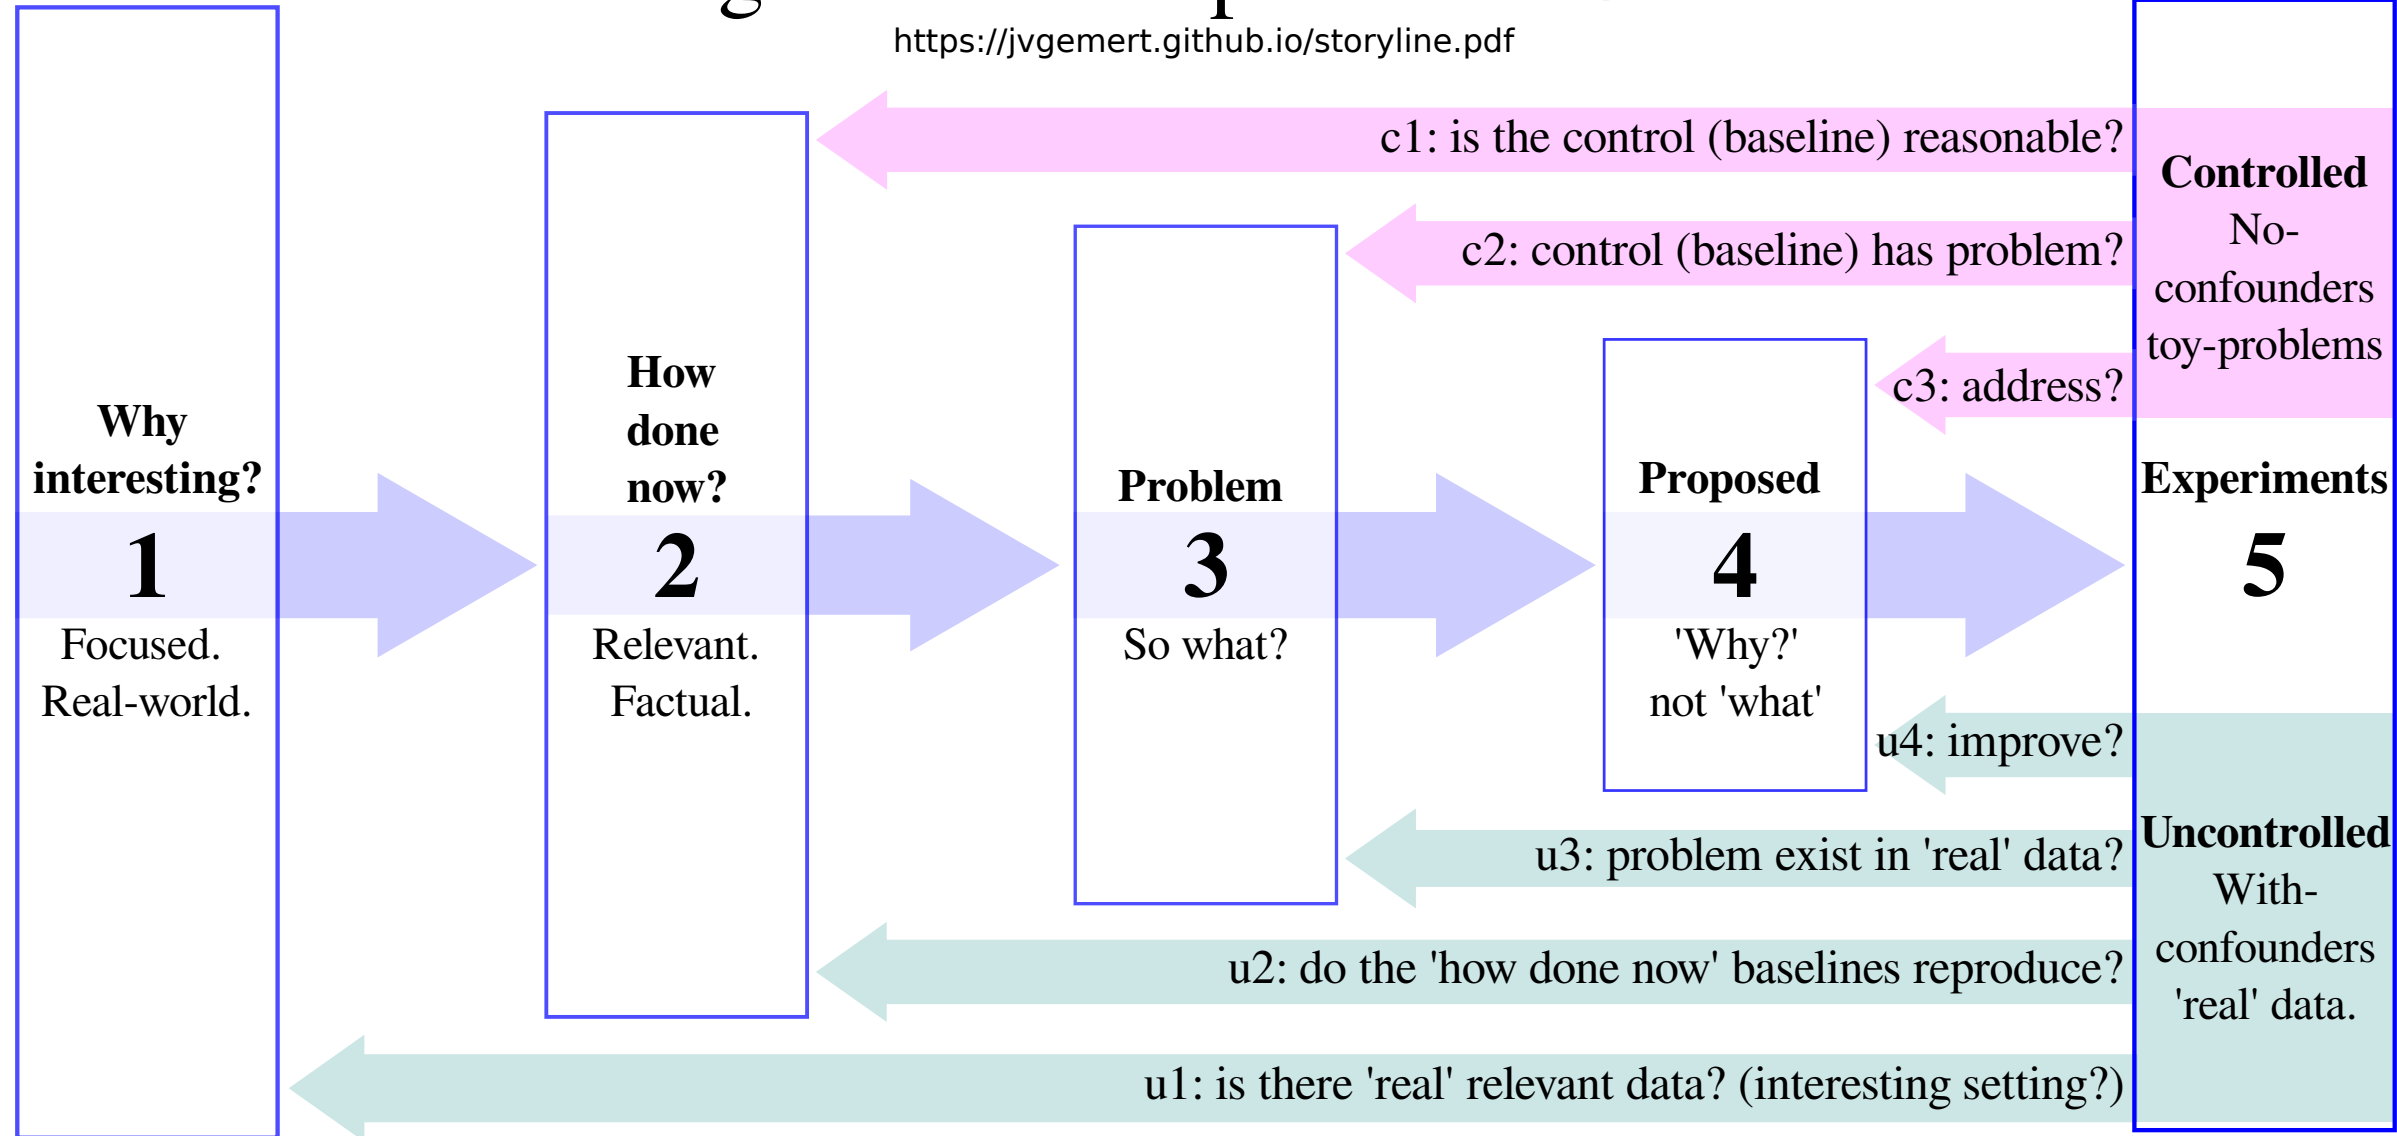 https://jvgemert.github.io/storyline.pdf
Why
interesting?
1
Focused.
Real-world.
How
done
now?
2
Relevant.
Factual.
Problem
3
So what?
Proposed
4
'Why?'
not 'what'
Experiments
5
c1: is the control (baseline) reasonable?
c2: control (baseline) has problem?
c3: address?
Controlled
No-
confounders
toy-problems
u4: improve?
u3: problem exist in 'real' data?
u2: do the 'how done now' baselines reproduce?
u1: is there 'real' relevant data? (interesting setting?)
Uncontrolled
With-
confounders
'real' data.